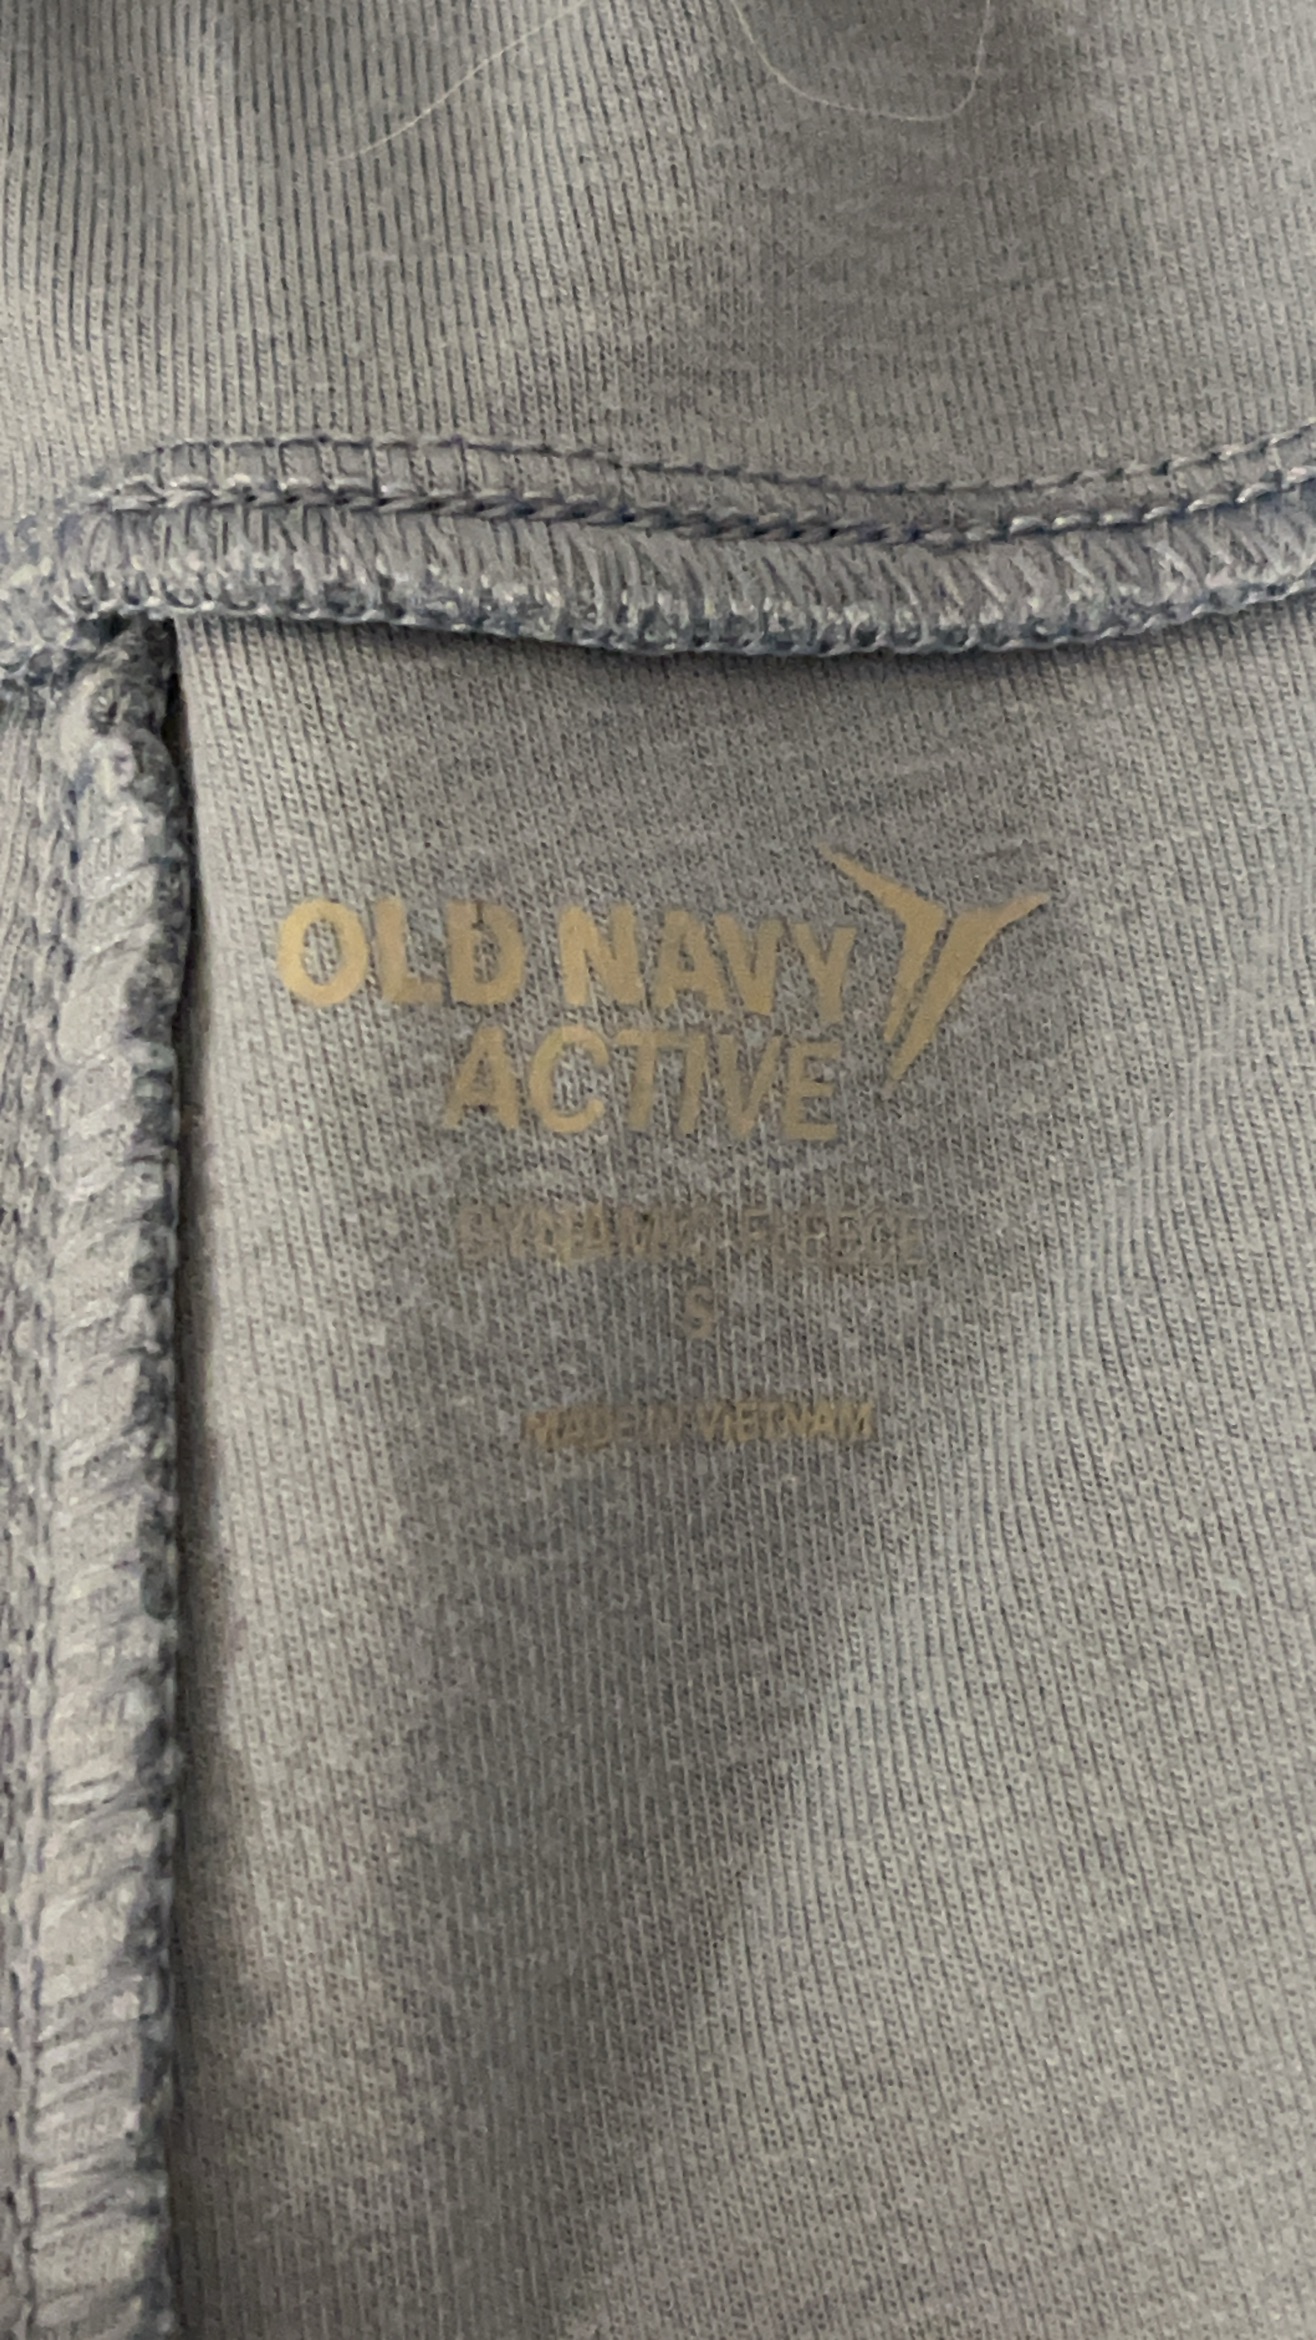 OLD NAVY
ACTIVE
DYNAMIC FLEECE
S
MADE IN VIETNAM